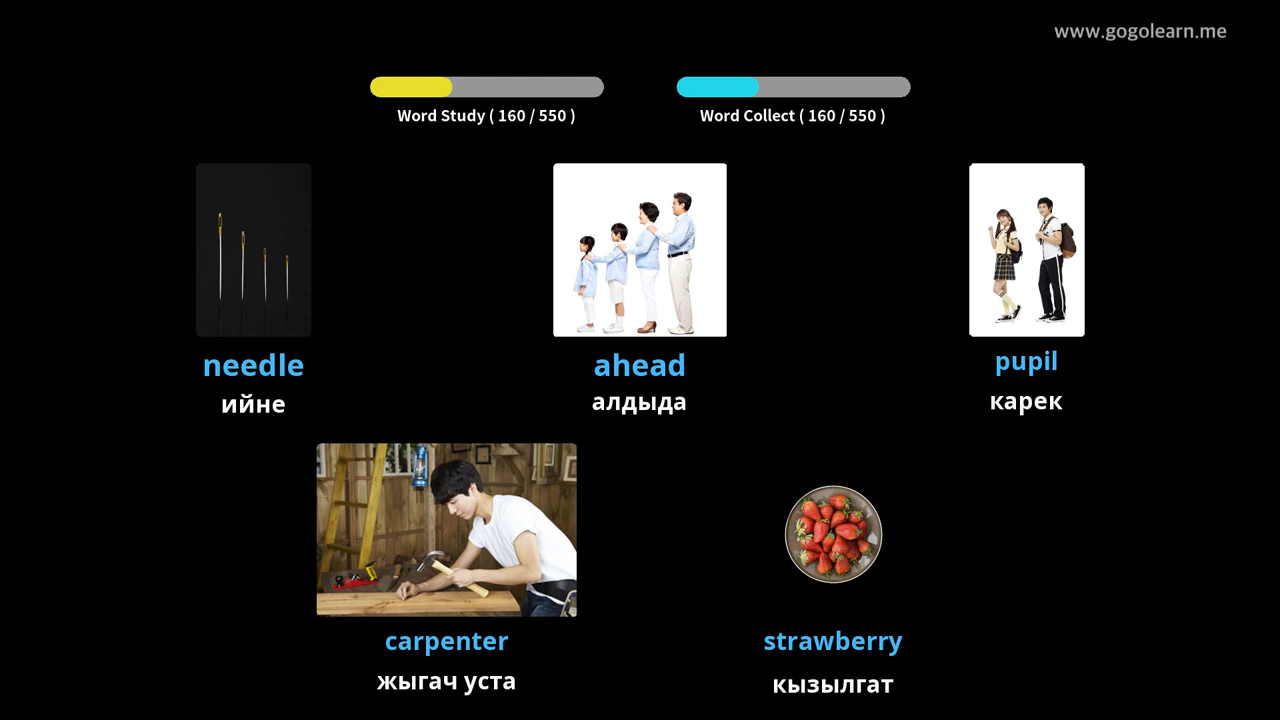 www.gogolearn.me
Word Study ( 160 / 550 )
Word Collect ( 160 / 550 )
needle
ийне
ahead
алдыда
pupil
карек
carpenter
жыгач уста
strawberry
кызылгат